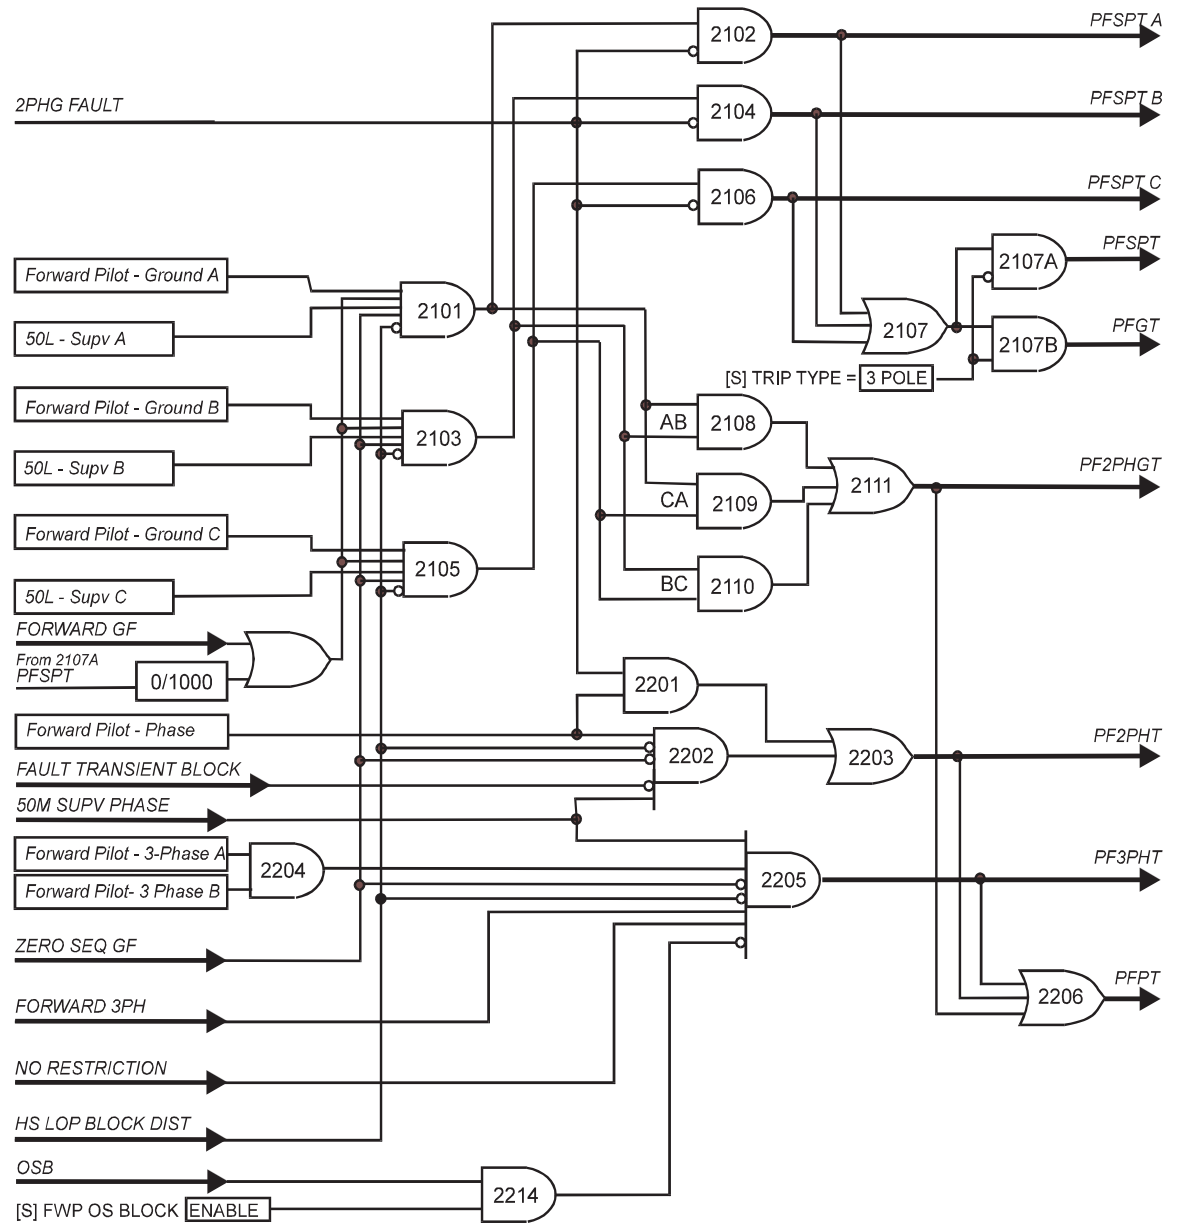 PFSPT A
2102
2PHG FAULT
PFSPT B
2104
PFSPT C
2106
PFSPT
2107A
Forward Pilot - Ground A
2101
50L - Supv A
2107
2107B
PFGT
[S] TRIP TYPE = 3 POLE
Forward Pilot - Ground B
2103
50L - Supv B
AB
2108
2111
PF2PHGT
CA
2109
Forward Pilot - Ground C
2105
50L - Supv C
BC
2110
FORWARD GF
From 2107A
PFSPT
0/1000
2201
Forward Pilot - Phase
2202
2203
PF2PHT
FAULT TRANSIENT BLOCK
50M SUPV PHASE
Forward Pilot - 3-Phase A
2204
Forward Pilot- 3 Phase B
2205
PF3PHT
ZERO SEQ GF
FORWARD 3PH
2206
PFPT
NO RESTRICTION
HS LOP BLOCK DIST
OSB
2214
[S] FWP OS BLOCK ENABLE